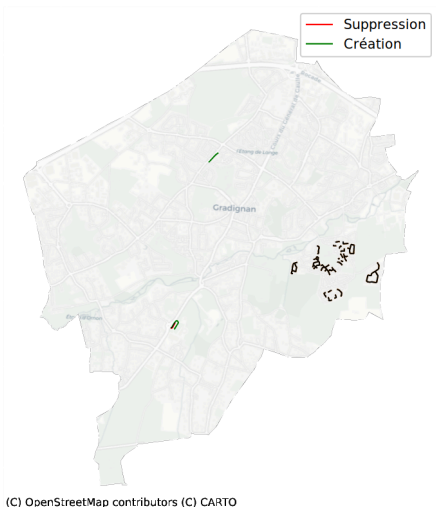 Suppression
Création
Gradignan
(C) OpenStreetMap contributors (C) CARTO